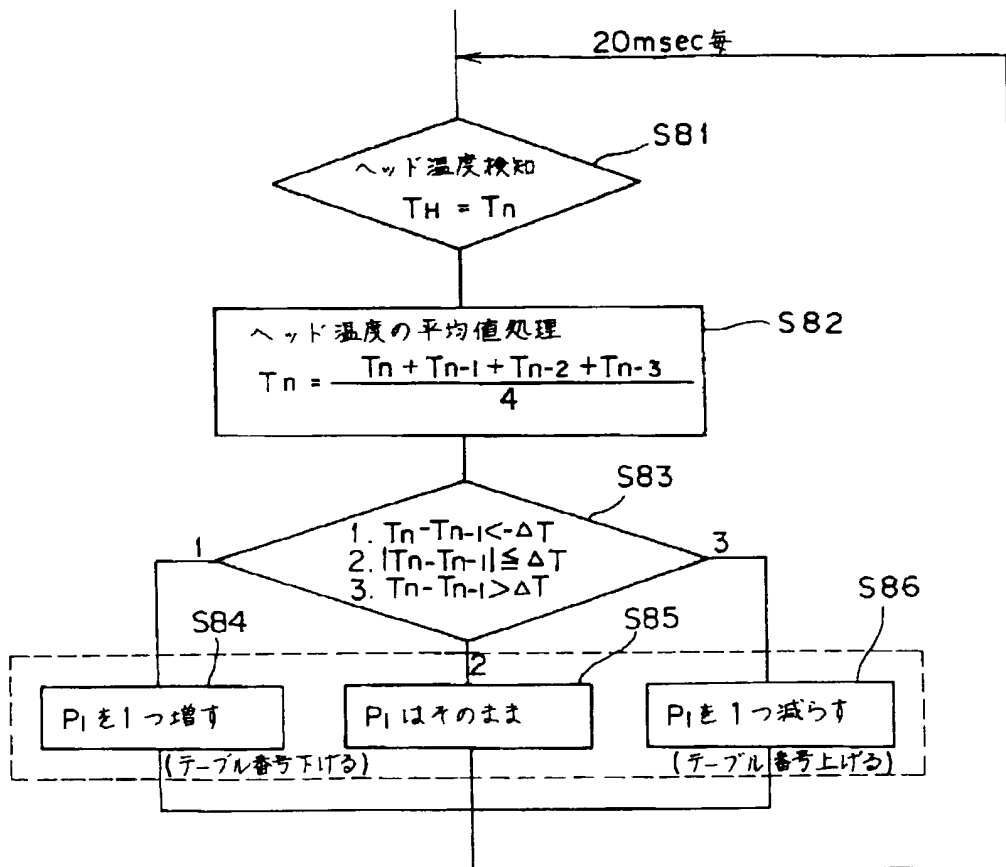 20msec毎
S81
ヘッド温度検知
TH = Tn
S82
ヘッド温度の平均値処理
Tn = Tn + Tn-1 + Tn-2 + Tn-3
4
S83
1. Tn-Tn-1<-ΔT
2. |Tn-Tn-1|≦ΔT
3. Tn-Tn-1>ΔT
1
3
2
S84
S85
S86
P1を1つ増す
P1はそのまま
P1を1つ減らす
(テーブル番号下げる)
(テーブル番号上げる)